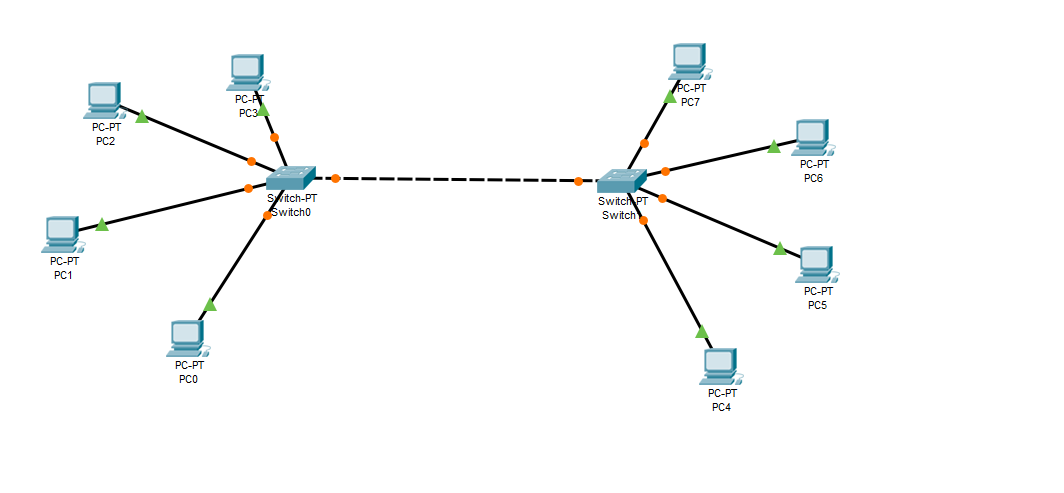 PC-PT
PC2
PC-PT
PC3
PC-PT
PC1
PC-PT
PC0
Switch-PT
Switch0
PC-PT
PC7
PC-PT
PC6
Switch-PT
Switch
PC-PT
PC5
PC-PT
PC4